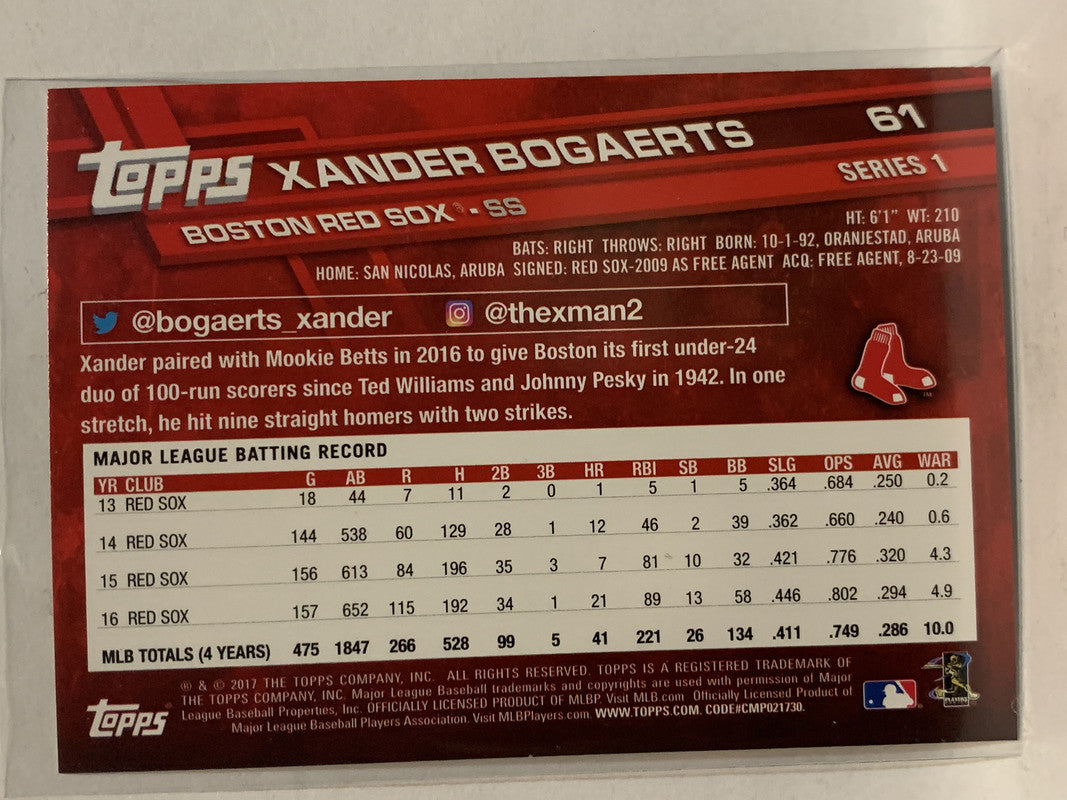 TOPPS XANDER BOGAERTS 61
BOSTON RED SOX® • SS SERIES 1
HT: 6'1" WT: 210
BATS: RIGHT THROWS: RIGHT BORN: 10-1-92, ORANJESTAD, ARUBA
HOME: SAN NICOLAS, ARUBA SIGNED: RED SOX-2009 AS FREE AGENT ACQ: FREE AGENT, 8-23-09
@bogaerts_xander @thexman2
Xander paired with Mookie Betts in 2016 to give Boston its first under-24
duo of 100-run scorers since Ted Williams and Johnny Pesky in 1942. In one
stretch, he hit nine straight homers with two strikes.
TM
MAJOR LEAGUE BATTING RECORD
YR CLUB G AB R H 2B 3B HR RBI SB BB SLG OPS AVG WAR
13 RED SOX 18 44 7 11 2 0 1 5 1 5 .364 .684 .250 0.2
14 RED SOX 144 538 60 129 28 1 12 46 2 39 .362 .660 .240 0.6
15 RED SOX 156 613 84 196 35 3 7 81 10 32 .421 .776 .320 4.3
16 RED SOX 157 652 115 192 34 1 21 89 13 58 .446 .802 .294 4.9
MLB TOTALS (4 YEARS) 475 1847 266 528 99 5 41 221 26 134 .411 .749 .286 10.0
® & © 2017 THE TOPPS COMPANY, INC. ALL RIGHTS RESERVED. TOPPS IS A REGISTERED TRADEMARK OF
THE TOPPS COMPANY, INC. Major League Baseball trademarks and copyrights are used with permission of Major
League Baseball Properties, Inc. OFFICIALLY LICENSED PRODUCT OF MLBP. Visit MLB.com Officially Licensed Product of
Major League Baseball Players Association. Visit MLBPlayers.com. WWW.TOPPS.COM. CODE#CMP021730.
TOPPS®
PLAYERS